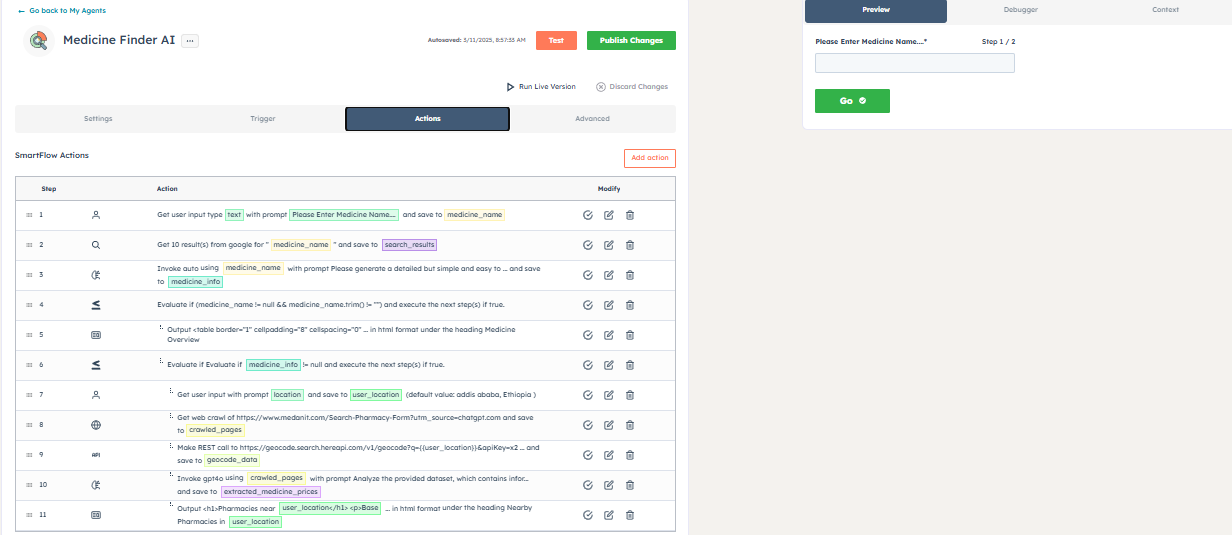 ← Go back to My Agents
Medicine Finder AI ...
Autosaved: 3/11/2025, 8:57:33 AM
Test
Publish Changes
Run Live Version
Discard Changes
Settings
Trigger
Actions
Advanced
SmartFlow Actions
Add action
Step Action Modify
1 Get user input type text with prompt Please Enter Medicine Name.... and save to medicine_name
2 Get 10 result(s) from google for " medicine_name " and save to search_results
3 Invoke auto using medicine_name with prompt Please generate a detailed but simple and easy to ... and save
to medicine_info
4 Evaluate if (medicine_name != null && medicine_name.trim() != "") and execute the next step(s) if true.
5 Output <table border="1" cellpadding="8" cellspacing="0" ... in html format under the heading Medicine
Overview
6 Evaluate if Evaluate if medicine_info != null and execute the next step(s) if true.
7 Get user input with prompt location and save to user_location (default value: addis ababa, Ethiopia )
8 Get web crawl of https://www.medanit.com/Search-Pharmacy-Form?utm_source=chatgpt.com and save
to crawled_pages
9 API Make REST call to https://geocode.search.hereapi.com/v1/geocode?q={{user_location}}&apiKey=x2 ... and
save to geocode_data
10 Invoke gpt4o using crawled_pages with prompt Analyze the provided dataset, which contains infor...
and save to extracted_medicine_prices
11 Output <h1>Pharmacies near user_location</h1> <p>Base ... in html format under the heading Nearby
Pharmacies in user_location
Preview
Debugger
Context
Please Enter Medicine Name....* Step 1 / 2
Go